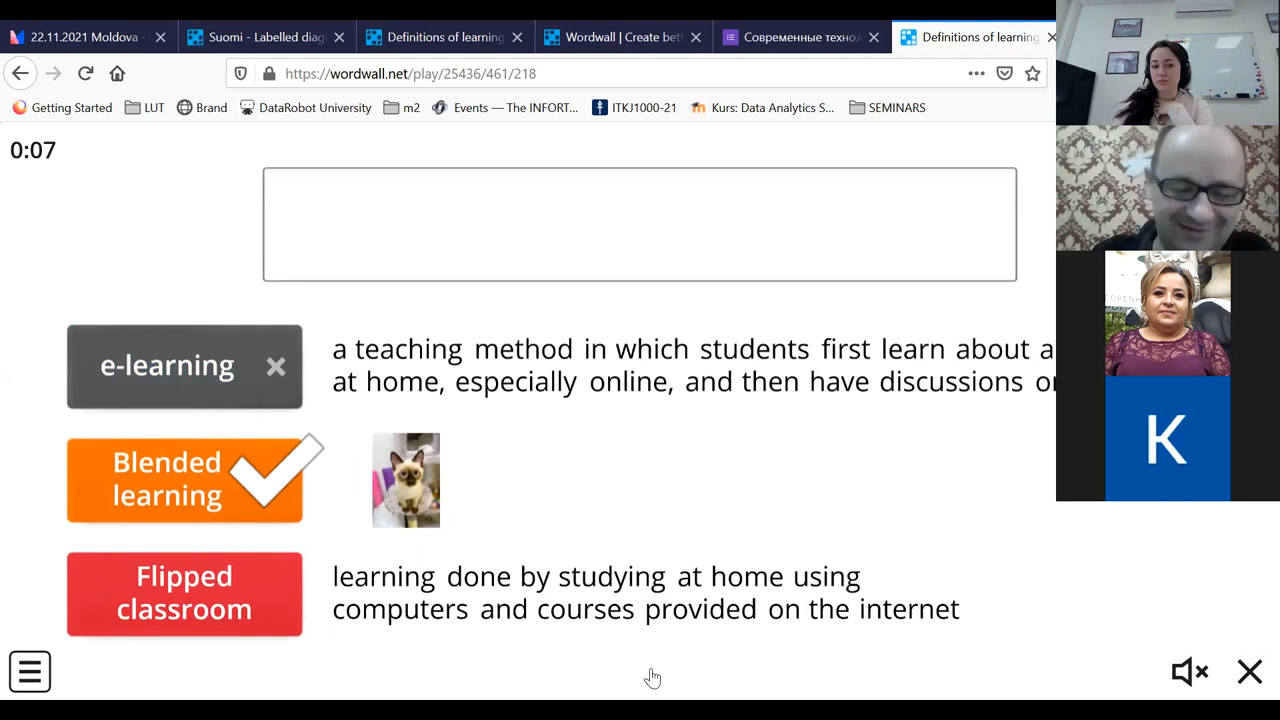 22.11.2021 Moldova -
Suomi - Labelled diag
Definitions of learning
Wordwall | Create bett
Современные технол
Definitions of learning
https://wordwall.net/play/25436/461/218
Getting Started
LUT
Brand
DataRobot University
m2
Events — The INFORT...
ITKJ1000-21
Kurs: Data Analytics S...
SEMINARS
0:07
e-learning
a teaching method in which students first learn about a
at home, especially online, and then have discussions or
Blended
learning
Flipped
classroom
learning done by studying at home using
computers and courses provided on the internet
K